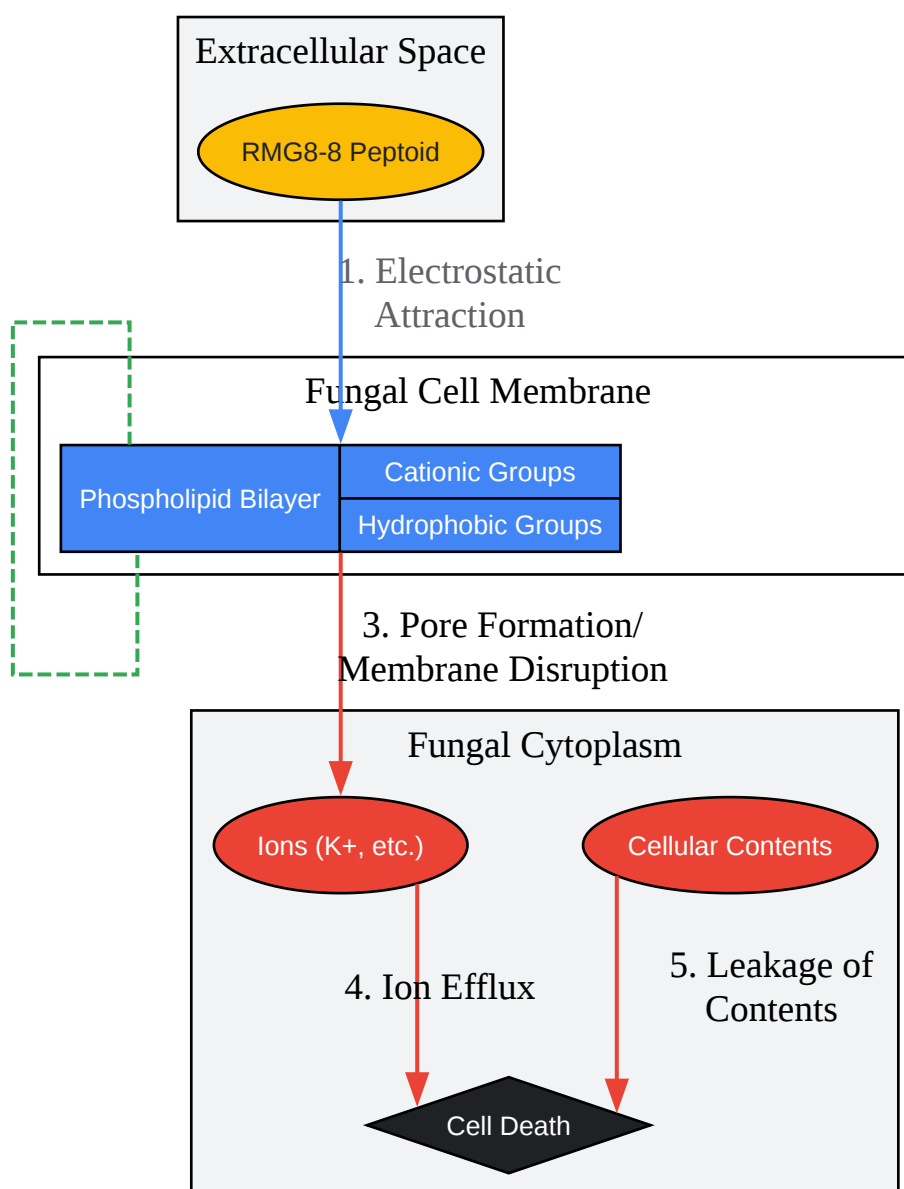 Extracellular Space
RMG8-8 Peptoid
1. Electrostatic
Attraction
Fungal Cell Membrane
Phospholipid Bilayer
Cationic Groups
Hydrophobic Groups
3. Pore Formation/
Membrane Disruption
Fungal Cytoplasm
Ions (K+, etc.)
Cellular Contents
4. Ion Efflux
5. Leakage of
Contents
Cell Death